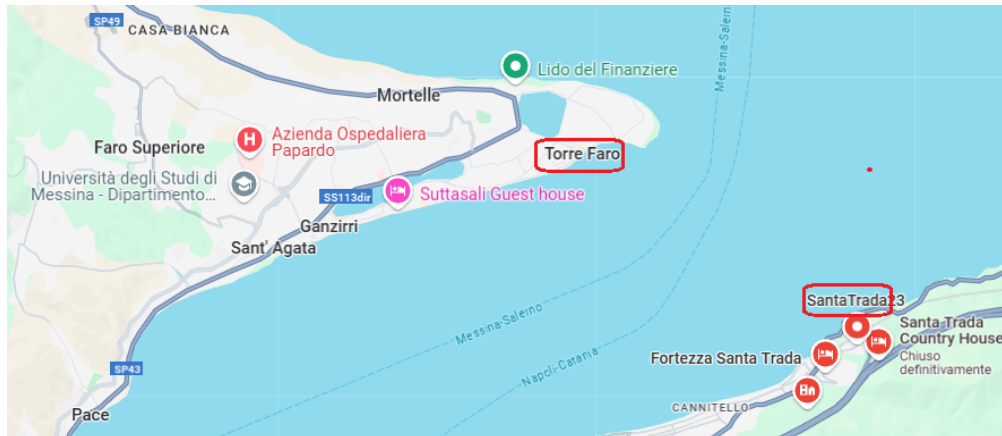 SP49
CASA BIANCA
Messina-Salern
Lido del Finanziere
Mortelle
Azienda Ospedaliera
Papardo
Faro Superiore
Torre Faro
Università degli Studi di
Messina - Dipartimento...
SS113dir
Suttasali Guest house
Ganzirri
Sant' Agata
SantaTrada23
Messina-Salerno
Santa Trada
Country House
Chiuso
definitivamente
Fortezza Santa Trada
Napoli-Catania
SP43
CANNITELLO
Pace